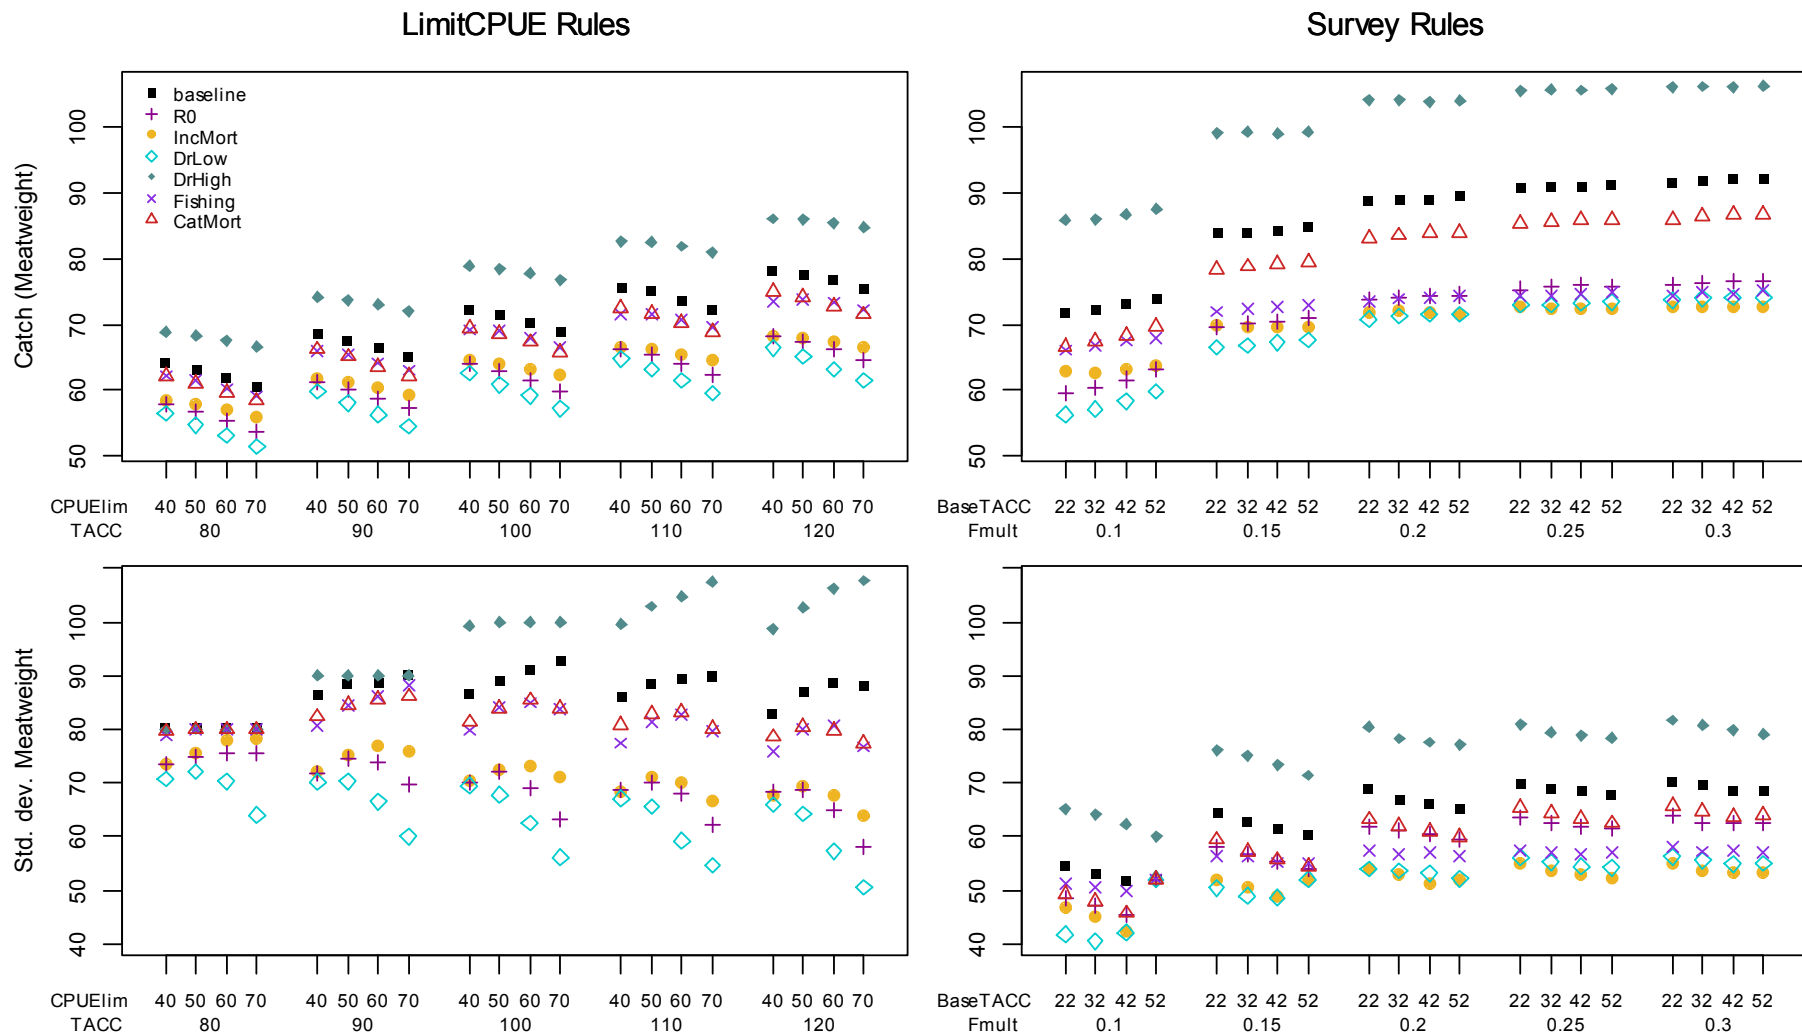 LimitCPUE Rules
Survey Rules
Catch (Meatweight)
50 60 70 80 90 100
baseline
R0
IncMort
DrLow
DrHigh
Fishing
CatMort
CPUElim 40 50 60 70 40 50 60 70 40 50 60 70 40 50 60 70 40 50 60 70
TACC 80 90 100 110 120
50 60 70 80 90 100
BaseTACC 22 32 42 52 22 32 42 52 22 32 42 52 22 32 42 52 22 32 42 52
Fmult 0.1 0.15 0.2 0.25 0.3
Std. dev. Meatweight
40 50 60 70 80 90 100
CPUElim 40 50 60 70 40 50 60 70 40 50 60 70 40 50 60 70 40 50 60 70
TACC 80 90 100 110 120
40 50 60 70 80 90 100
BaseTACC 22 32 42 52 22 32 42 52 22 32 42 52 22 32 42 52 22 32 42 52
Fmult 0.1 0.15 0.2 0.25 0.3